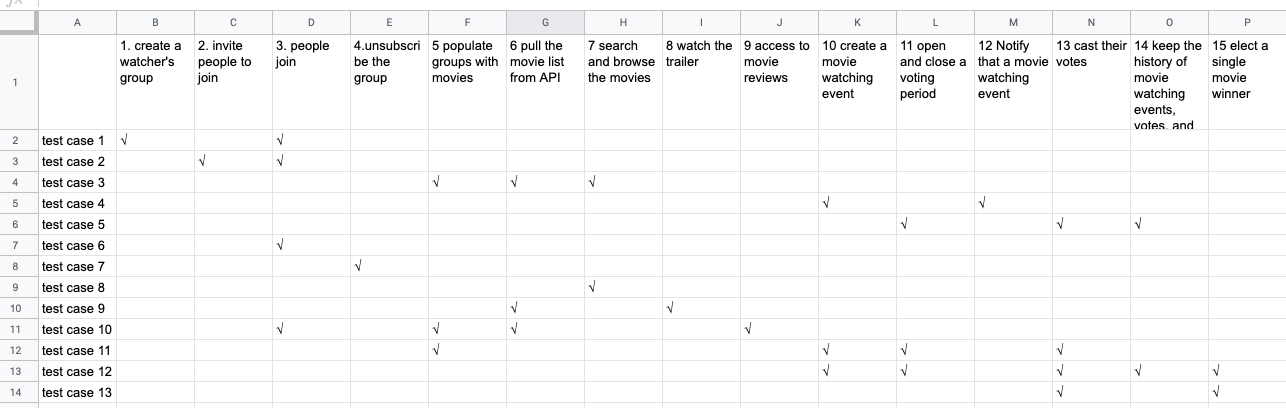 A B C D E F G H I J K L M N O P
1 1. create a watcher's group 2. invite people to join 3. people join 4.unsubscribe the group 5 populate groups with movies 6 pull the movie list from API 7 search and browse the movies 8 watch the trailer 9 access to movie reviews 10 create a movie watching event 11 open and close a voting period 12 Notify that a movie watching event 13 cast their votes 14 keep the history of movie watching events, votes, and 15 elect a single movie winner
2 test case 1 √ √
3 test case 2 √ √
4 test case 3 √ √ √
5 test case 4 √ √
6 test case 5 √ √ √
7 test case 6 √
8 test case 7 √
9 test case 8 √
10 test case 9 √ √
11 test case 10 √ √ √ √
12 test case 11 √ √ √ √
13 test case 12 √ √ √ √ √
14 test case 13 √ √